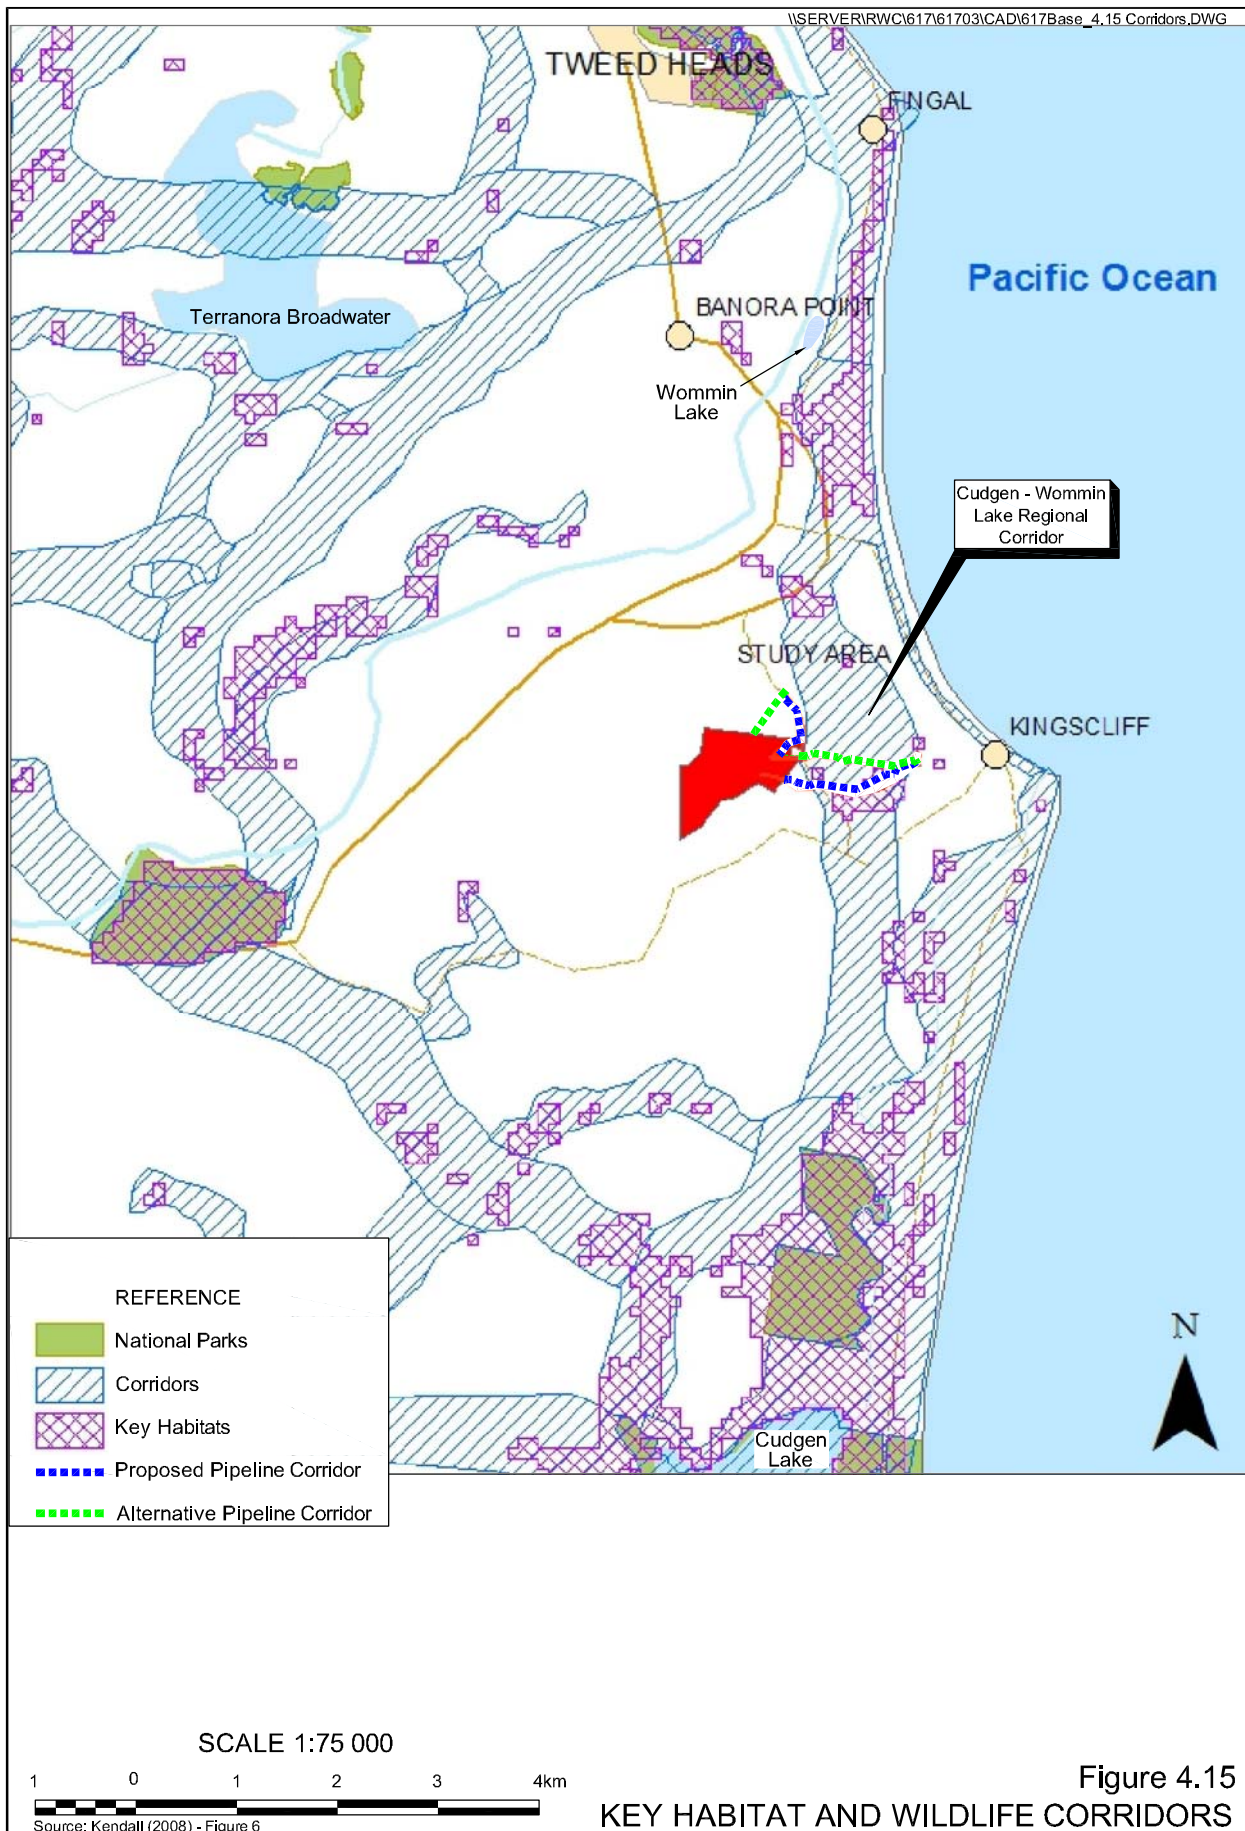 \\SERVER\RWC\617\61703\CAD\617Base_4.15 Corridors.DWG
TWEED HEADS
FINGAL
Pacific Ocean
BANORA POINT
Terranora Broadwater
Wommin
Lake
Cudgen - Wommin
Lake Regional
Corridor
STUDY AREA
KINGSCLIFF
REFERENCE
National Parks
Corridors
Key Habitats
Proposed Pipeline Corridor
Alternative Pipeline Corridor
N
Cudgen
Lake
SCALE 1:75 000
1 0 1 2 3 4km
Source: Kendall (2008) - Figure 6
Figure 4.15
KEY HABITAT AND WILDLIFE CORRIDORS